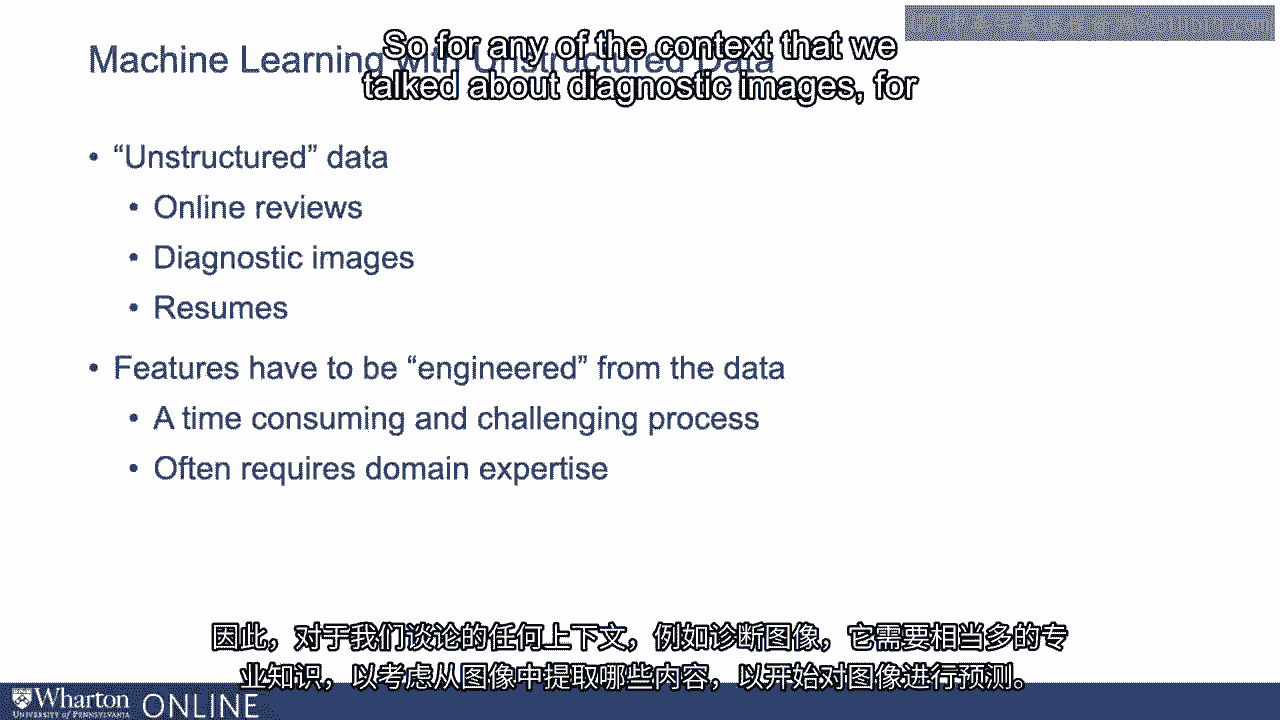 So for any of the context that we
talked about diagnostic images, for
Machine Learning with Unstructured Data
• “Unstructured” data
• Online reviews
• Diagnostic images
• Resumes
• Features have to be “engineered” from the data
• A time consuming and challenging process
• Often requires domain expertise
因此，对于我们谈论的任何上下文，例如诊断图像，它需要相当多的专
业知识，以考虑从图像中提取哪些内容，以开始对图像进行预测。
Wharton ONLINE
UNIVERSITY OF PENNSYLVANIA